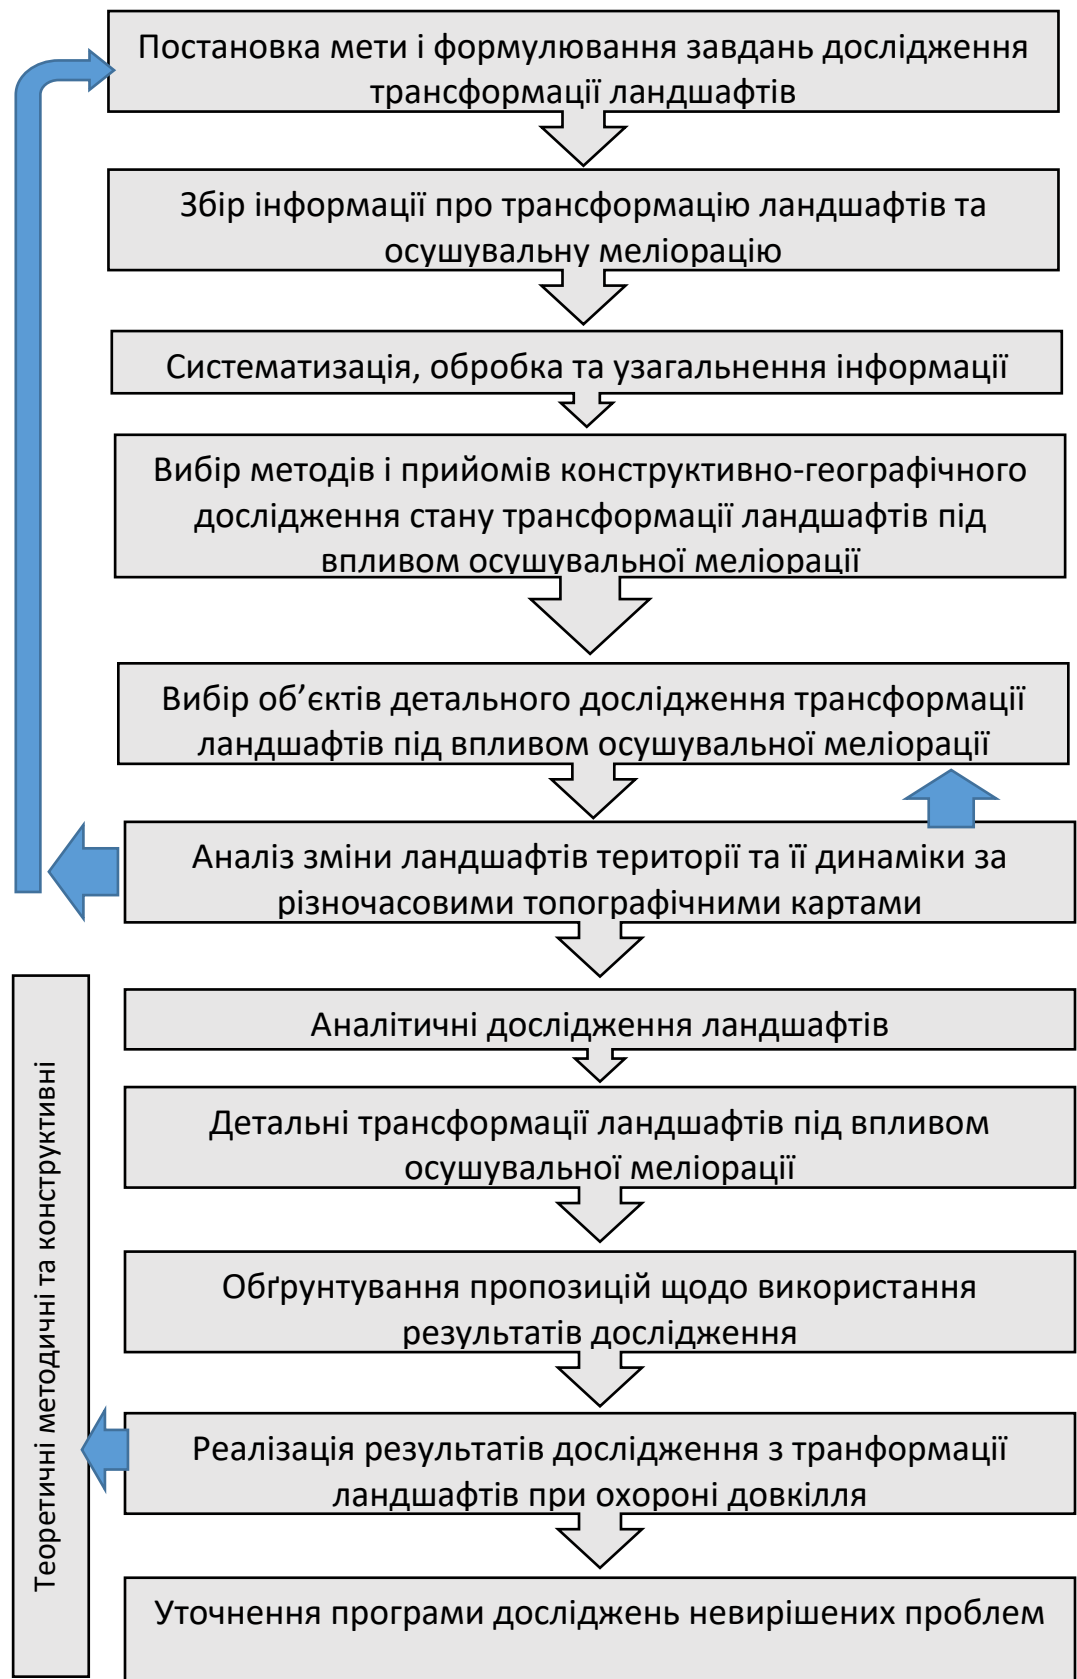 Постановка мети і формулювання завдань дослідження
трансформації ландшафтів
Збір інформації про трансформацію ландшафтів та
осушувальну меліорацію
Систематизація, обробка та узагальнення інформації
Вибір методів і прийомів конструктивно-географічного
дослідження стану трансформації ландшафтів під
впливом осушувальної меліорації
Вибір об’єктів детального дослідження трансформації
ландшафтів під впливом осушувальної меліорації
Аналіз зміни ландшафтів території та її динаміки за
різночасовими топографічними картами
Аналітичні дослідження ландшафтів
Детальні трансформації ландшафтів під впливом
осушувальної меліорації
Обґрунтування пропозицій щодо використання
результатів дослідження
Реалізація результатів дослідження з транформації
ландшафтів при охороні довкілля
Уточнення програми досліджень невирішених проблем
Теоретичні методичні та конструктивні